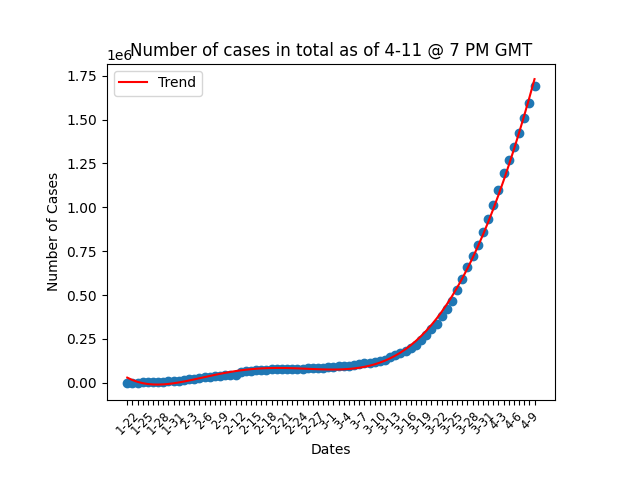 Number of cases in total as of 4-11 @ 7 PM GMT
1e6
Trend
1.75
1.50
1.25
1.00
0.75
0.50
0.25
0.00
Number of Cases
1-22 1-25 1-28 1-31 2-3 2-6 2-9 2-12 2-15 2-18 2-21 2-24 2-27 3-1 3-4 3-7 3-10 3-13 3-16 3-19 3-22 3-25 3-28 3-31 4-3 4-6 4-9
Dates